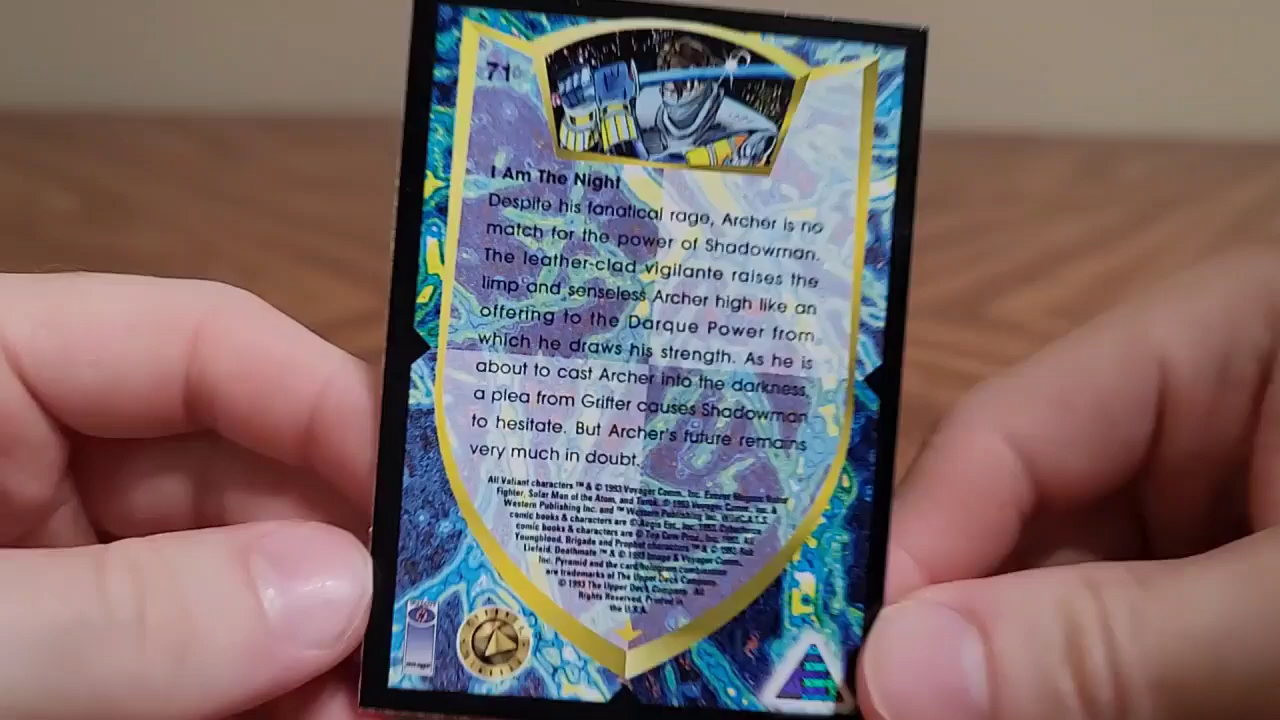 71
I Am The Night
Despite his fanatical rage, Archer is no
match for the power of Shadowman.
The leather-clad vigilante raises the
limp and senseless Archer high like an
offering to the Darque Power from
which he draws his strength. As he is
about to cast Archer into the darkness,
a plea from Grifter causes Shadowman
to hesitate. But Archer's future remains
very much in doubt.
All Valiant characters ™ & © 1993 Voyager Comm., Inc. Except Magnus Robot
Fighter, Solar Man of the Atom, and Turok. © 1993 Voyager Comm., Inc. &
Western Publishing Inc. and ™ Western Publishing Inc. WildC.A.T.S.
comic books & characters are © Aegis Ent., Inc. 1993.
comic books & characters are © Top Cow Prod., Inc. 1993. All
Youngblood, Brigade and Prophet characters ™ & © 1993 Rob
Liefeld. Deathmate ™ & © 1993 Image & Voyager Comm.
Inc. Pyramid and the card/hologram combination
are trademarks of The Upper Deck Company.
© 1993 The Upper Deck Company. All
Rights Reserved. Printed in
the U.S.A.